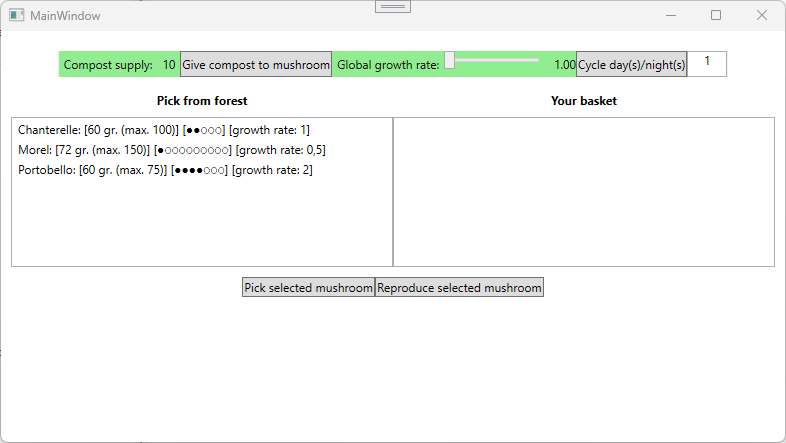 MainWindow
Compost supply: 10 Give compost to mushroom Global growth rate: 1.00 Cycle day(s)/night(s) 1
Pick from forest Your basket
Chanterelle: [60 gr. (max. 100)] [●●○○○] [growth rate: 1]
Morel: [72 gr. (max. 150)] [●○○○○○○○○○] [growth rate: 0,5]
Portobello: [60 gr. (max. 75)] [●●●●○○○] [growth rate: 2]
Pick selected mushroom Reproduce selected mushroom